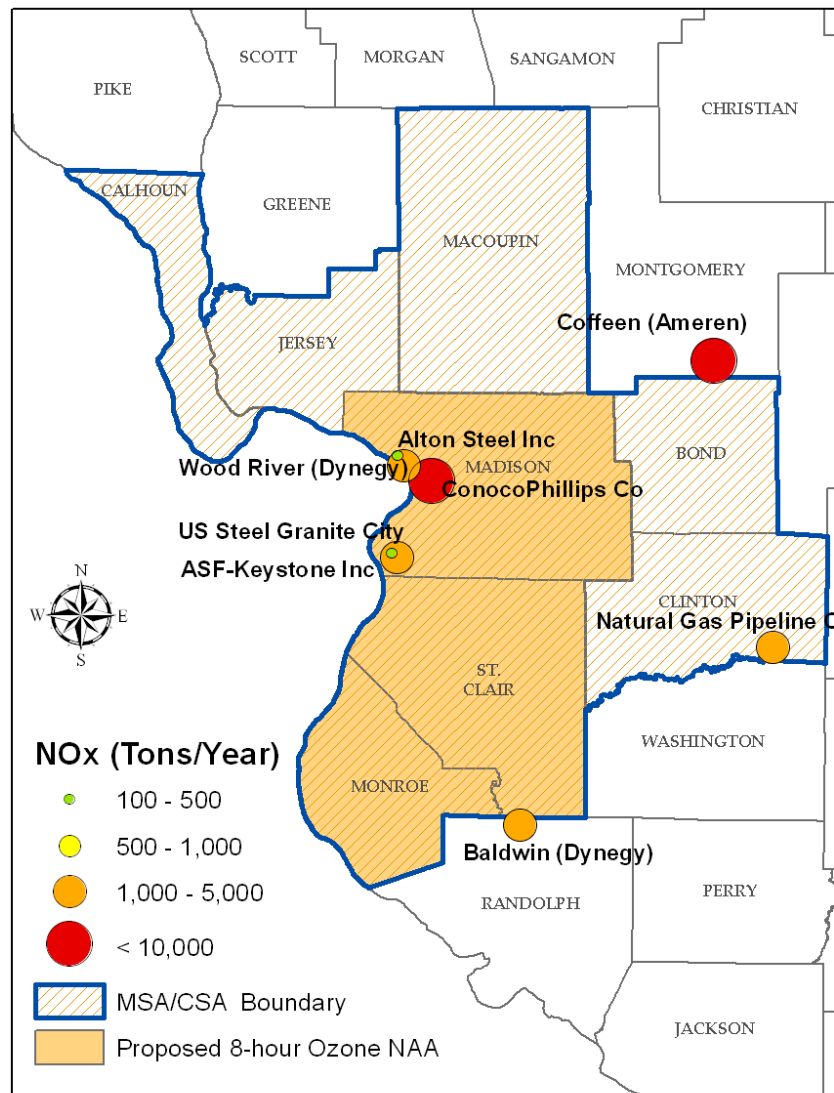 SCOTT
MORGAN
SANGAMON
PIKE
CHRISTIAN
CALHOUN
GREENE
MACOUPIN
MONTGOMERY
Coffeen (Ameren)
JERSEY
Alton Steel Inc
BOND
Wood River (Dynegy)
MADISON
ConocoPhillips Co
US Steel Granite City
ASF-Keystone Inc
N
W
E
S
CLINTON
Natural Gas Pipeline C
ST.
CLAIR
WASHINGTON
NOx (Tons/Year)
MONROE
100 - 500
500 - 1,000
Baldwin (Dynegy)
1,000 - 5,000
PERRY
RANDOLPH
< 10,000
MSA/CSA Boundary
JACKSON
Proposed 8-hour Ozone NAA